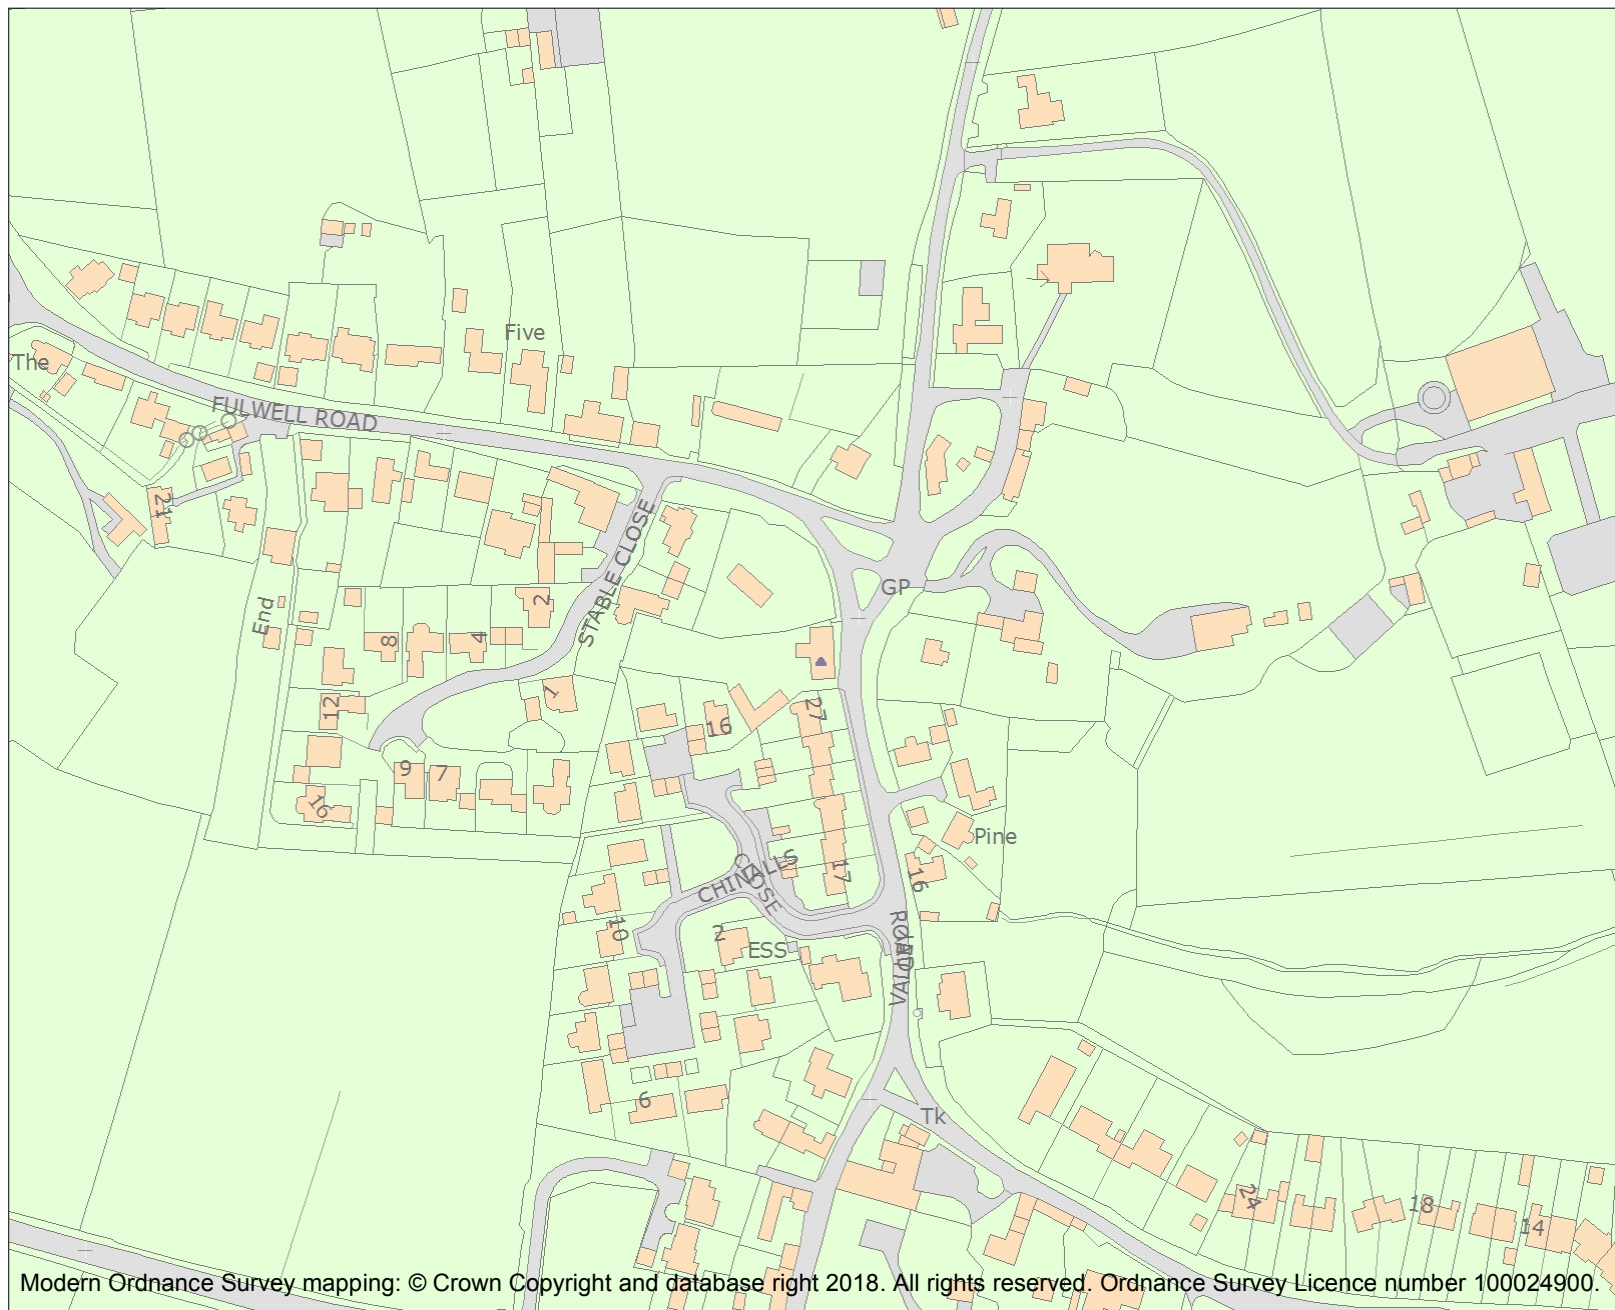 Five
The
FULWELL ROAD
21
STABLE CLOSE
GP
End
2
8
4
12
1
27
16
9
7
16
Pine
CHINALLS
CLOSE
17
16
10
2
ESS
ROAD
6
Tk
24
18
14
Modern Ordnance Survey mapping: © Crown Copyright and database right 2018. All rights reserved. Ordnance Survey Licence number 100024900.